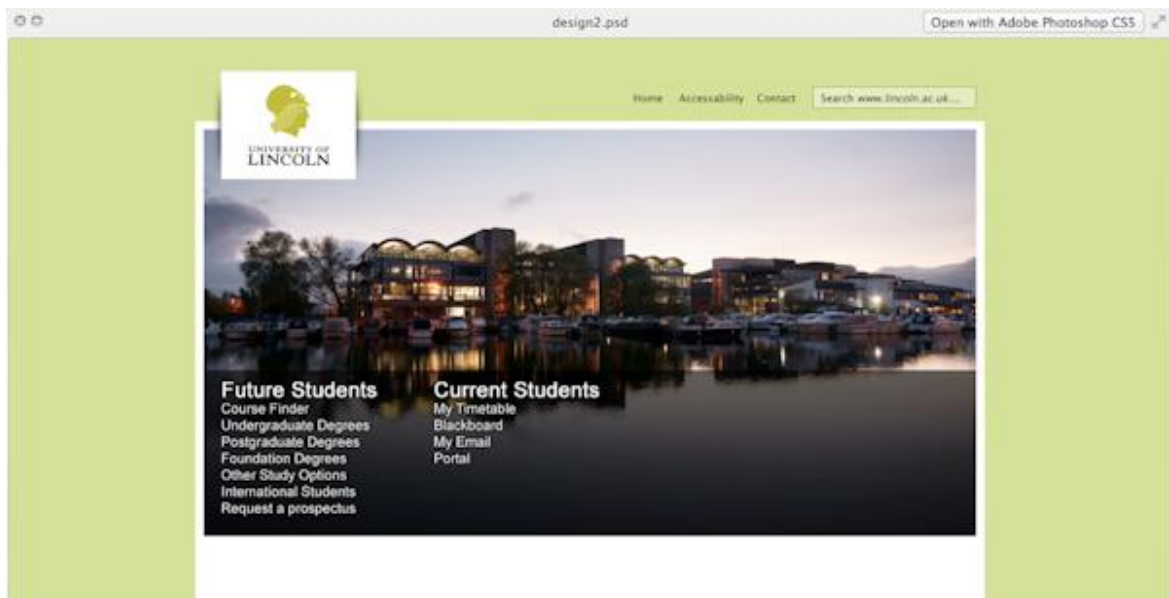 design2.psd
Open with Adobe Photoshop CS5
Home Accessability Contact Search www.lincoln.ac.uk...
UNIVERSITY OF
LINCOLN
Future Students
Course Finder
Undergraduate Degrees
Postgraduate Degrees
Foundation Degrees
Other Study Options
International Students
Request a prospectus
Current Students
My Timetable
Blackboard
My Email
Portal